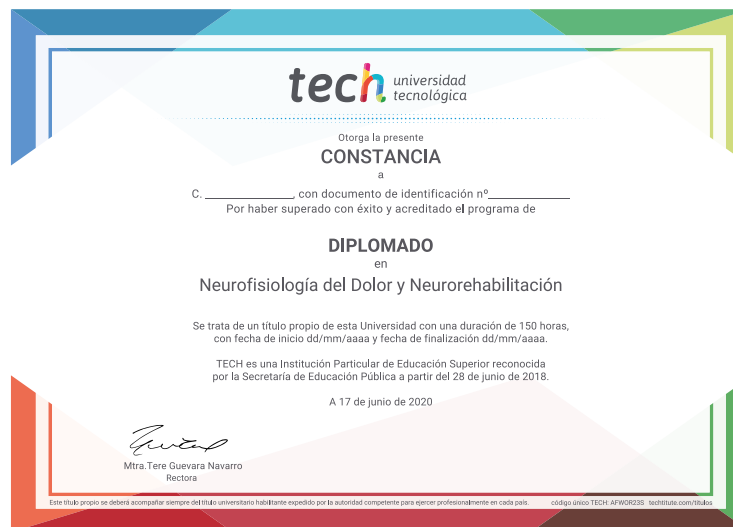 tech universidad
tecnológica
Otorga la presente
CONSTANCIA
a
C. ______________, con documento de identificación nº______________
Por haber superado con éxito y acreditado el programa de
DIPLOMADO
en
Neurofisiología del Dolor y Neurorehabilitación
Se trata de un título propio de esta Universidad con una duración de 150 horas,
con fecha de inicio dd/mm/aaaa y fecha de finalización dd/mm/aaaa.
TECH es una Institución Particular de Educación Superior reconocida
por la Secretaría de Educación Pública a partir del 28 de junio de 2018.
A 17 de junio de 2020
Mtra.Tere Guevara Navarro
Rectora
Este título propio se deberá acompañar siempre del título universitario habilitante expedido por la autoridad competente para ejercer profesionalmente en cada país. código único TECH: AFWOR23S techtitute.com/titulos